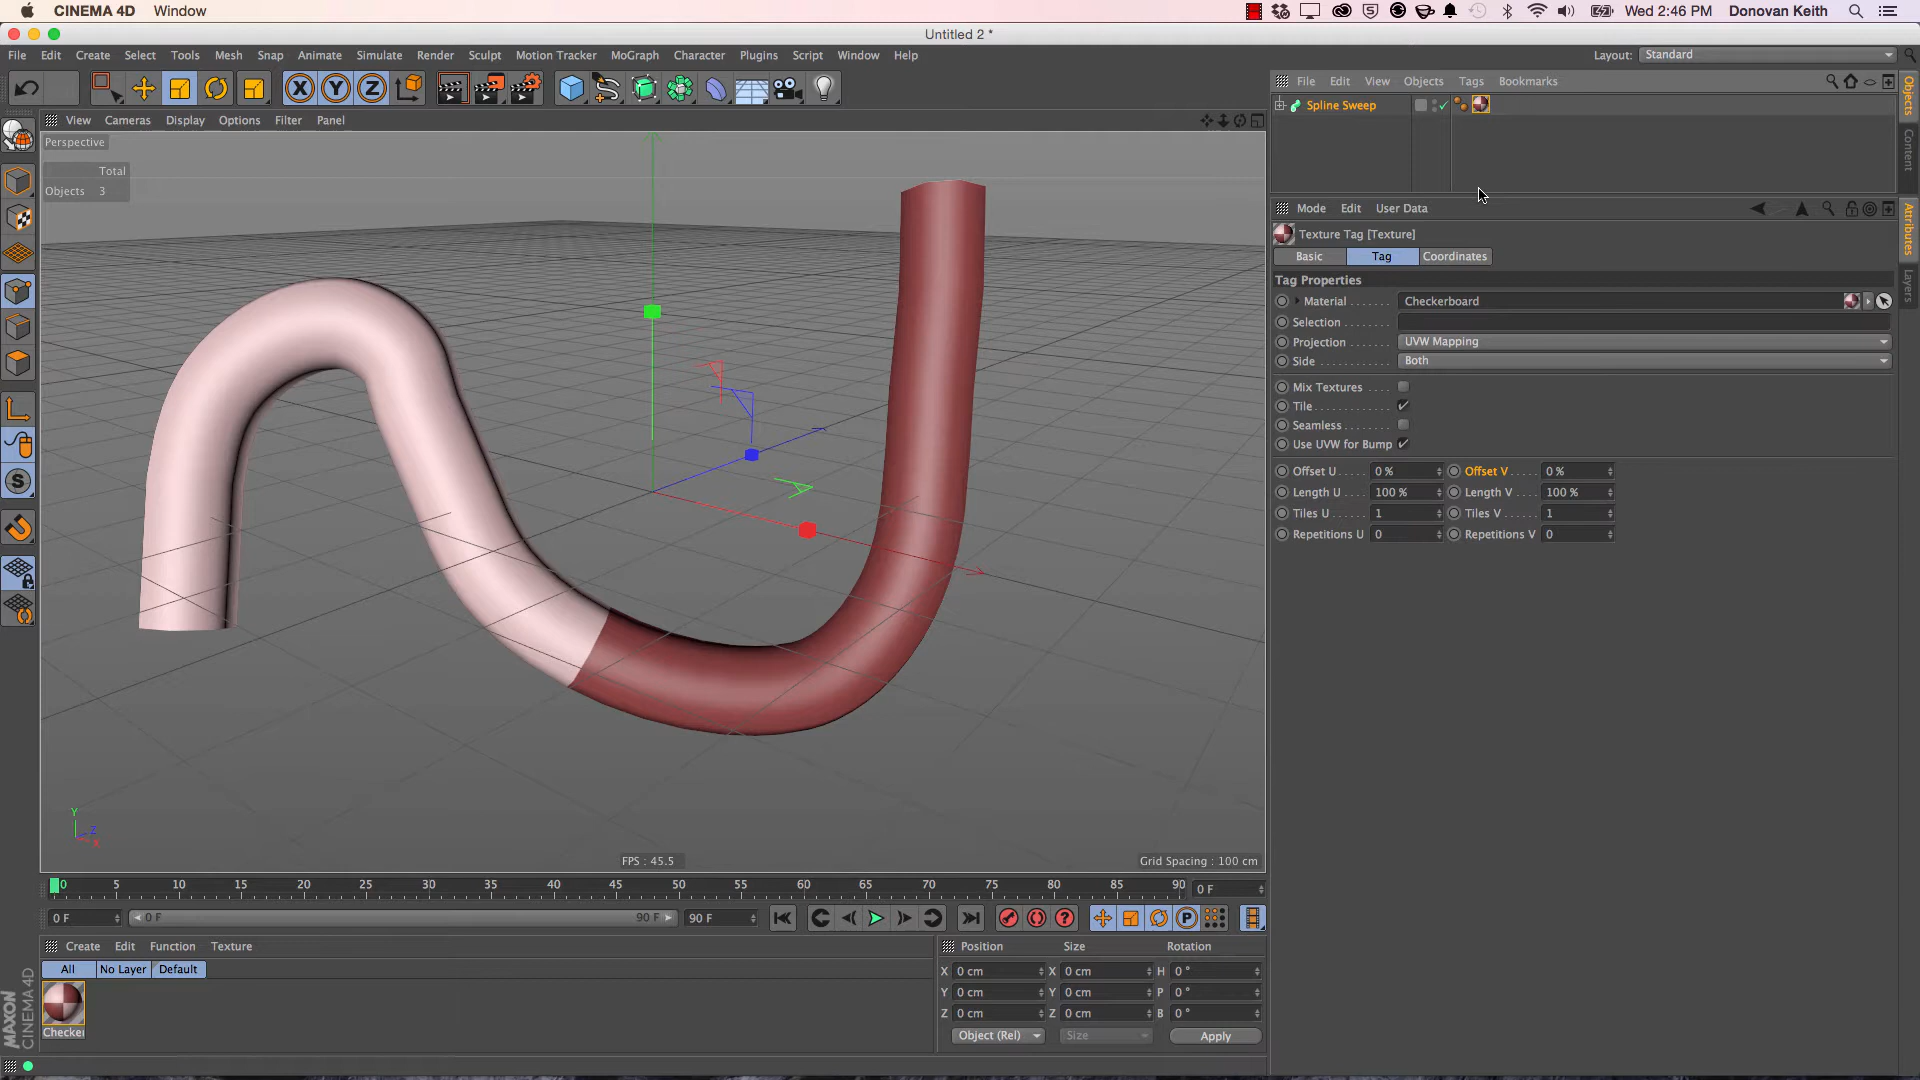 CINEMA 4D Window
Wed 2:46 PM Donovan Keith
Untitled 2 *
File Edit Create Select Tools Mesh Snap Animate Simulate Render Sculpt Motion Tracker MoGraph Character Plugins Script Window Help
Layout: Standard
X Y Z
File Edit View Objects Tags Bookmarks
Spline Sweep
Objects
Content
View Cameras Display Options Filter Panel
Perspective
Total
Objects 3
Mode Edit User Data
Attributes
Layers
Texture Tag [Texture]
Basic Tag Coordinates
Tag Properties
Material Checkerboard
Selection
Projection UVW Mapping
Side Both
Mix Textures
Tile
Seamless
Use UVW for Bump
Offset U 0 % Offset V 0 %
Length U 100 % Length V 100 %
Tiles U 1 Tiles V 1
Repetitions U 0 Repetitions V 0
Y
Z
X
FPS : 45.5
Grid Spacing : 100 cm
0 5 10 15 20 25 30 35 40 45 50 55 60 65 70 75 80 85 90 0 F
0 F 0 F 90 F 90 F
Create Edit Function Texture
All No Layer Default
Checker
Position Size Rotation
X 0 cm X 0 cm H 0 °
Y 0 cm Y 0 cm P 0 °
Z 0 cm Z 0 cm B 0 °
Object (Rel) Size Apply
MAXON
CINEMA 4D